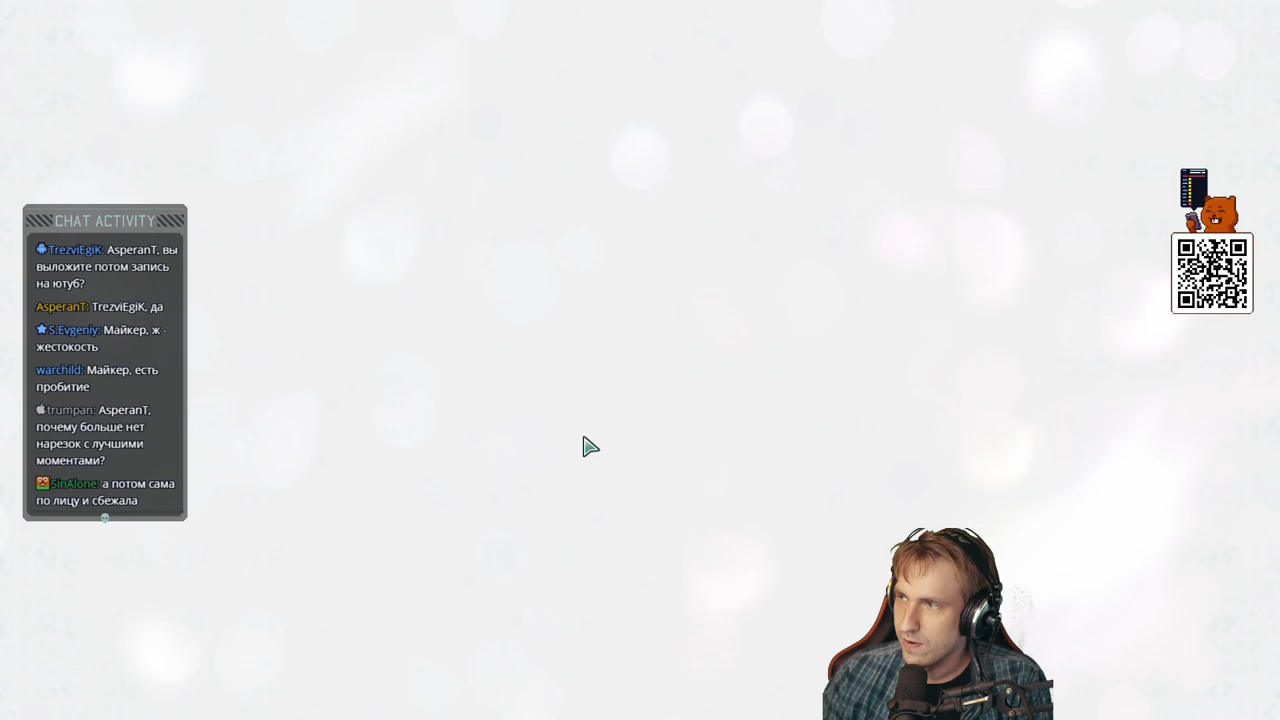 CHAT ACTIVITY
TrezviEgiK: AsperanT, вы
выложите потом запись
на ютуб?
AsperanT: TrezviEgiK, да
S.Evgeniy: Майкер, ж -
жестокость
warchild: Майкер, есть
пробитие
trumpan: AsperanT,
почему больше нет
нарезок с лучшими
моментами?
SinAlone: а потом сама
по лицу и сбежала